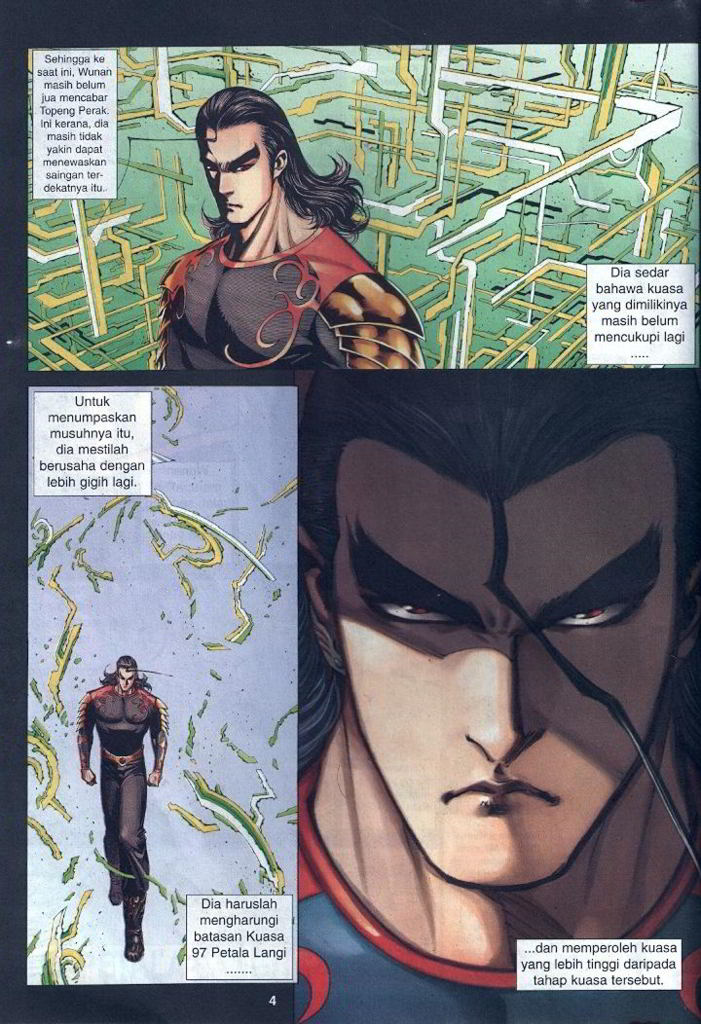 Sehingga ke
saat ini, Wunan
masih belum
jua mencabar
Topeng Perak.
Ini kerana, dia
masih tidak
yakin dapat
menewaskan
saingan ter-
dekatnya itu..
Dia sedar
bahawa kuasa
yang dimilikinya
masih belum
mencukupi lagi
.....
Untuk
menumpaskan
musuhnya itu,
dia mestilah
berusaha dengan
lebih gigih lagi.
Dia haruslah
mengharungi
batasan Kuasa
97 Petala Langi
.......
...dan memperoleh kuasa
yang lebih tinggi daripada
tahap kuasa tersebut.
4